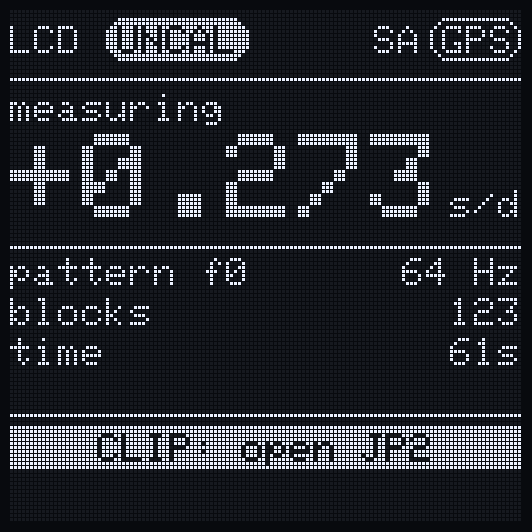 LCD UNCAL SA GPS
measuring
+0.273 s/d
pattern f0 64 Hz
blocks 123
time 61s
CLIP: open JP2